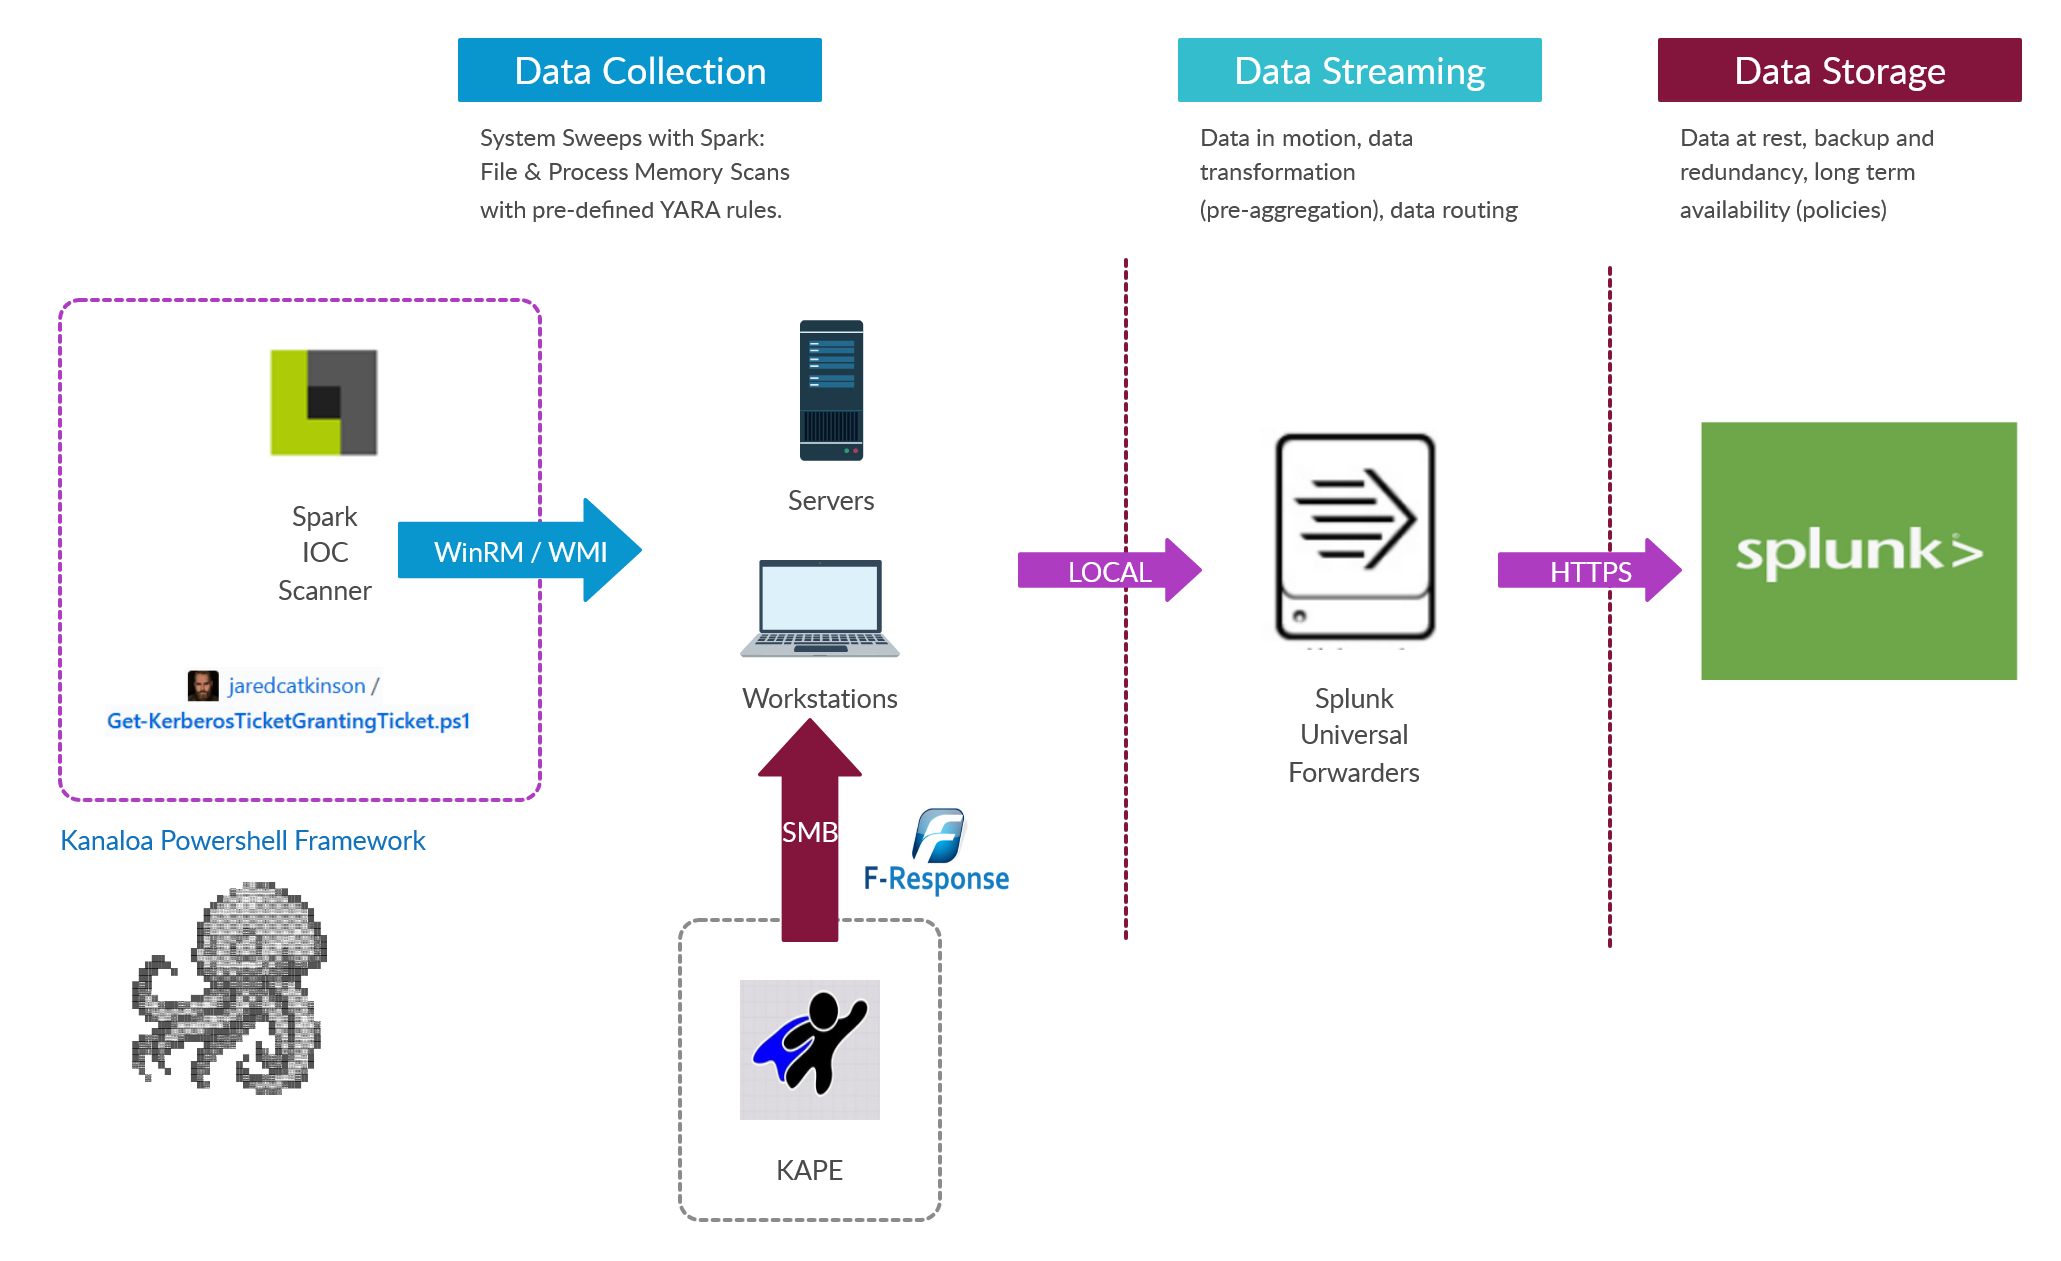 Data Collection
System Sweeps with Spark:
File & Process Memory Scans
with pre-defined YARA rules.
Data Streaming
Data in motion, data
transformation
(pre-aggregation), data routing
Data Storage
Data at rest, backup and
redundancy, long term
availability (policies)
Spark
IOC
Scanner
WinRM / WMI
jaredcatkinson /
Get-KerberosTicketGrantingTicket.ps1
Kanaloa Powershell Framework
Servers
Workstations
SMB
F-Response
KAPE
LOCAL
Splunk
Universal
Forwarders
HTTPS
splunk>